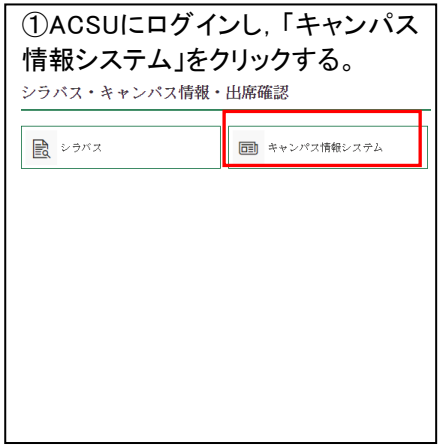 ①ACSUにログインし,「キャンパス
情報システム」をクリックする。
シラバス・キャンパス情報・出席確認
シラバス
キャンパス情報システム